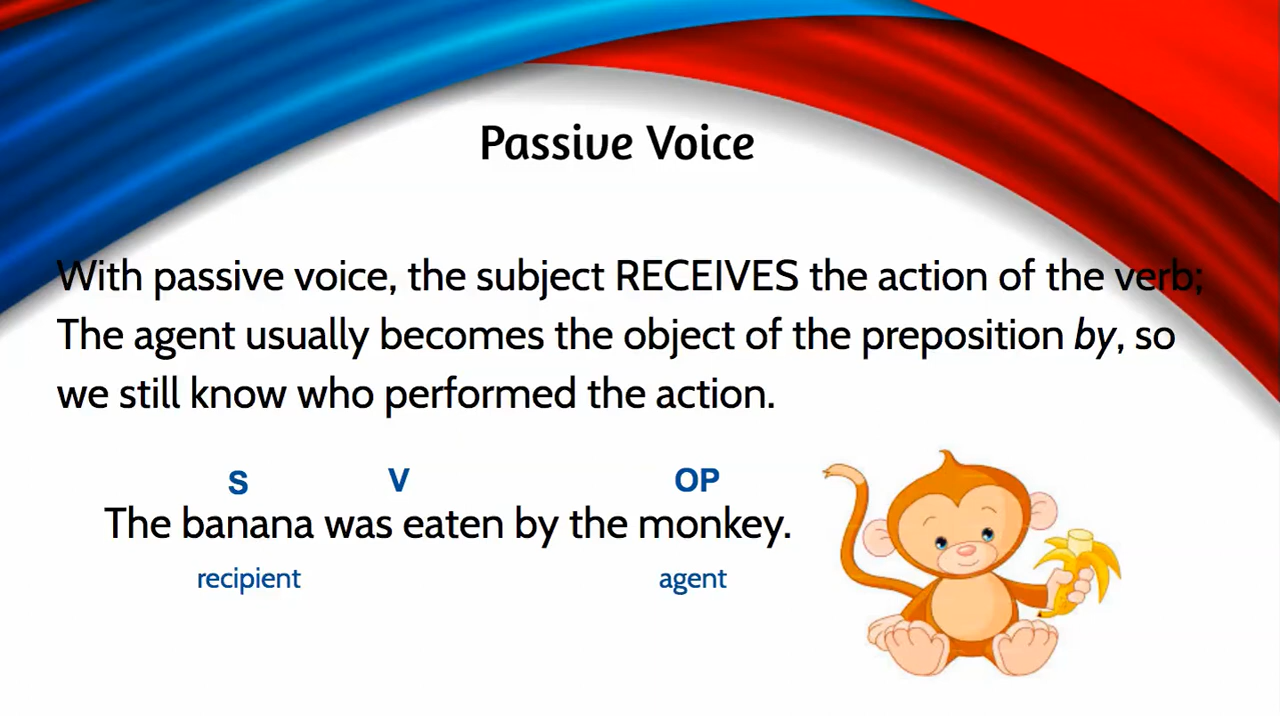 Passive Voice
With passive voice, the subject RECEIVES the action of the verb;
The agent usually becomes the object of the preposition by, so
we still know who performed the action.
S V OP
The banana was eaten by the monkey.
recipient agent